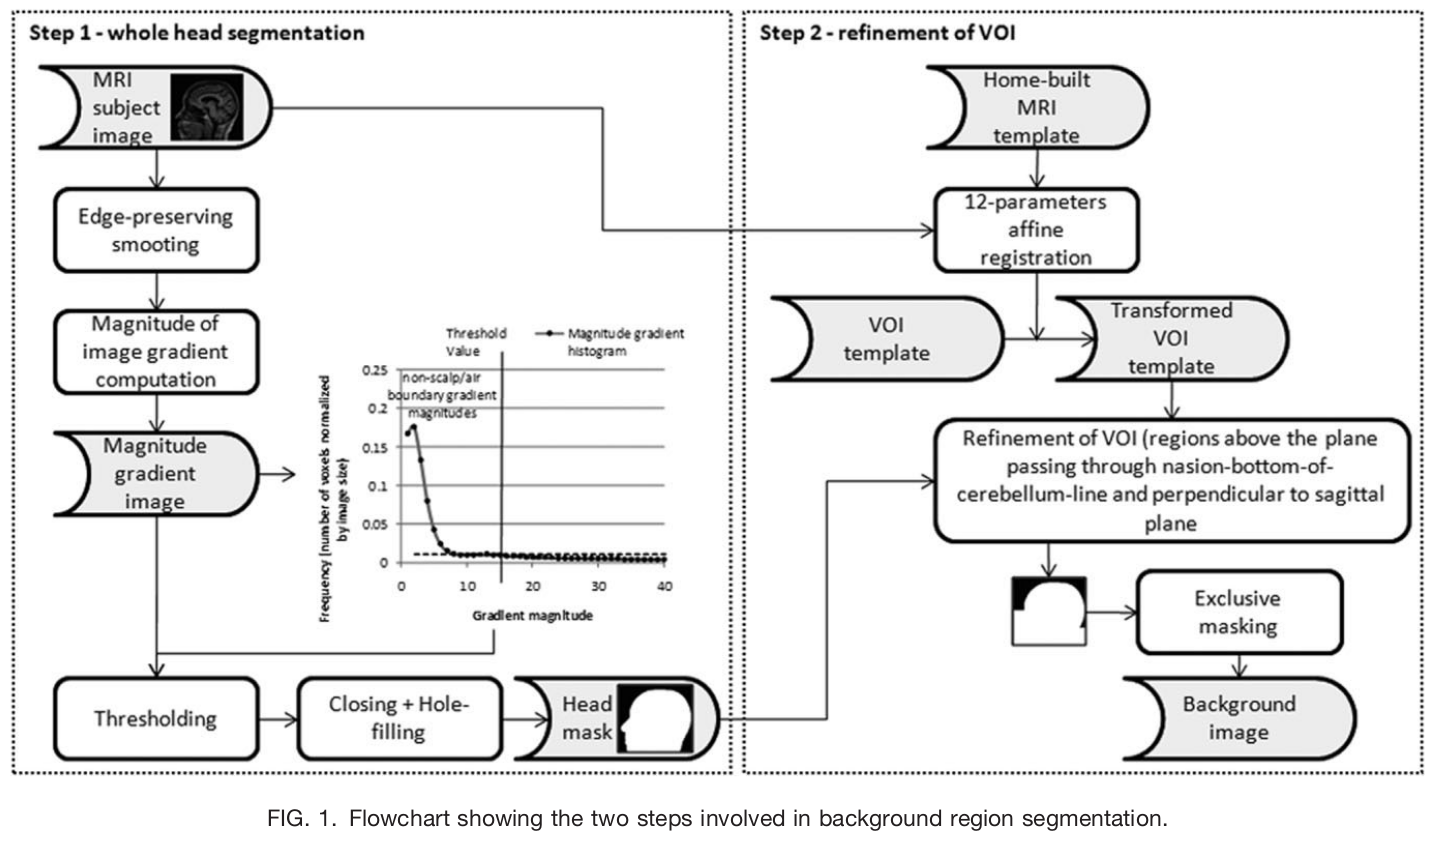 Step 1 - whole head segmentation
MRI
subject
image
Edge-preserving
smooting
Magnitude of
image gradient
computation
Magnitude
gradient
image
Threshold
Value
Magnitude gradient
histogram
non-scalp/air
boundary gradient
magnitudes
Frequency (number of voxels normalized
by image size)
0.25
0.2
0.15
0.1
0.05
0
0
10
20
30
40
Gradient magnitude
Thresholding
Closing + Hole-
filling
Head
mask
Step 2 - refinement of VOI
Home-built
MRI
template
12-parameters
affine
registration
VOI
template
Transformed
VOI
template
Refinement of VOI (regions above the plane
passing through nasion-bottom-of-
cerebellum-line and perpendicular to sagittal
plane
Exclusive
masking
Background
image
FIG. 1. Flowchart showing the two steps involved in background region segmentation.